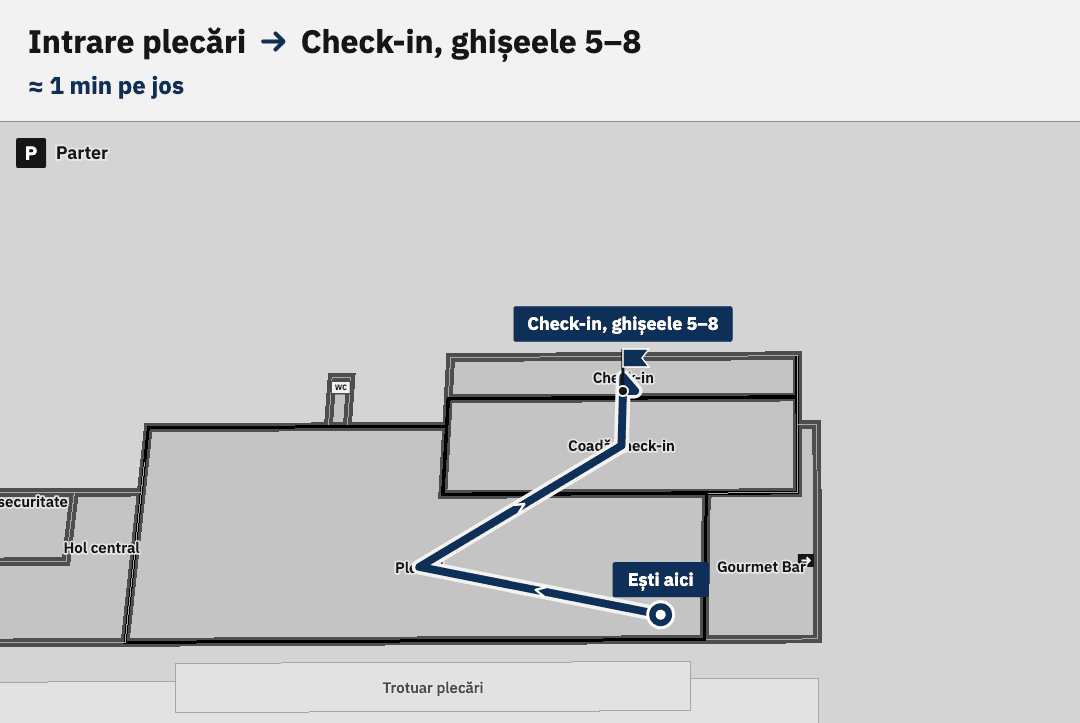 Intrare plecări → Check-in, ghișeele 5–8
≈ 1 min pe jos
P Parter
Check-in, ghișeele 5–8
WC
Coadă
securitate
Hol central
Gourmet Bar
Ești aici
Trotuar plecări